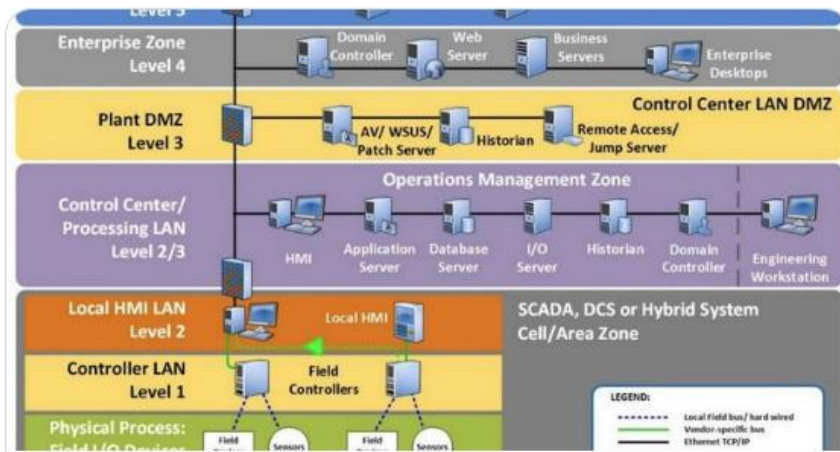 Level 5
Enterprise Zone
Level 4
Domain
Controller
Web
Server
Business
Servers
Enterprise
Desktops
Plant DMZ
Level 3
Control Center LAN DMZ
AV/ WSUS/
Patch Server
Historian
Remote Access/
Jump Server
Operations Management Zone
Control Center/
Processing LAN
Level 2/3
HMI
Application
Server
Database
Server
I/O
Server
Historian
Domain
Controller
Engineering
Workstation
Local HMI LAN
Level 2
Local HMI
SCADA, DCS or Hybrid System
Cell/Area Zone
Controller LAN
Level 1
Field
Controllers
Physical Process:
Field I/O Devices
Field
Sensors
Field
Sensors
LEGEND:
Local Field bus/ hard wired
Vendor-specific bus
Ethernet TCP/IP